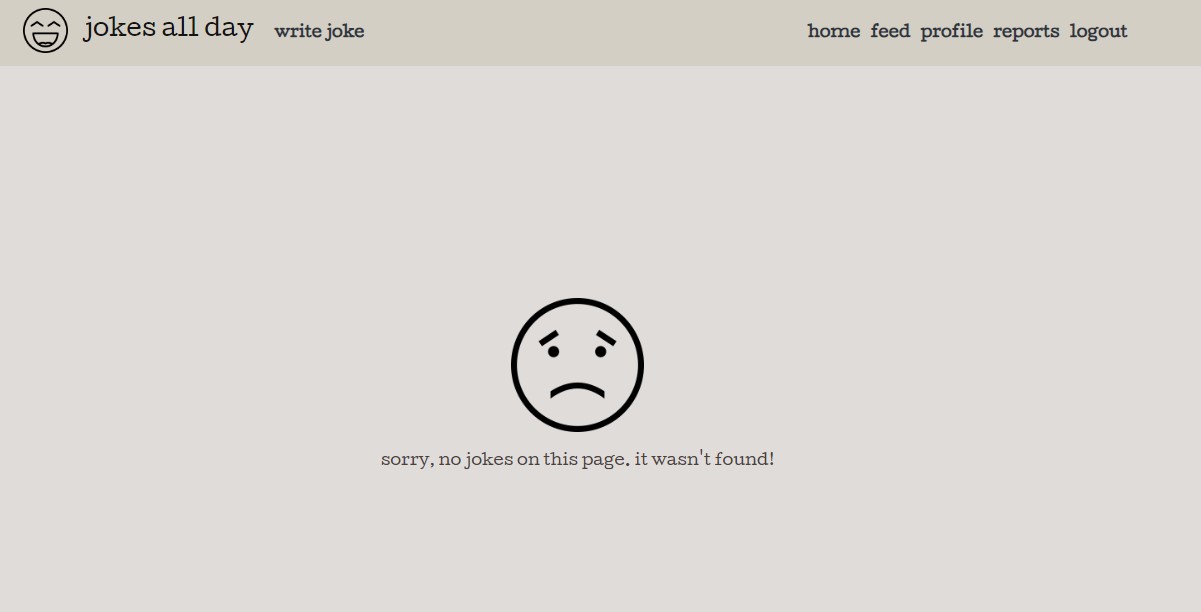 jokes all day write joke home feed profile reports logout
sorry, no jokes on this page. it wasn't found!